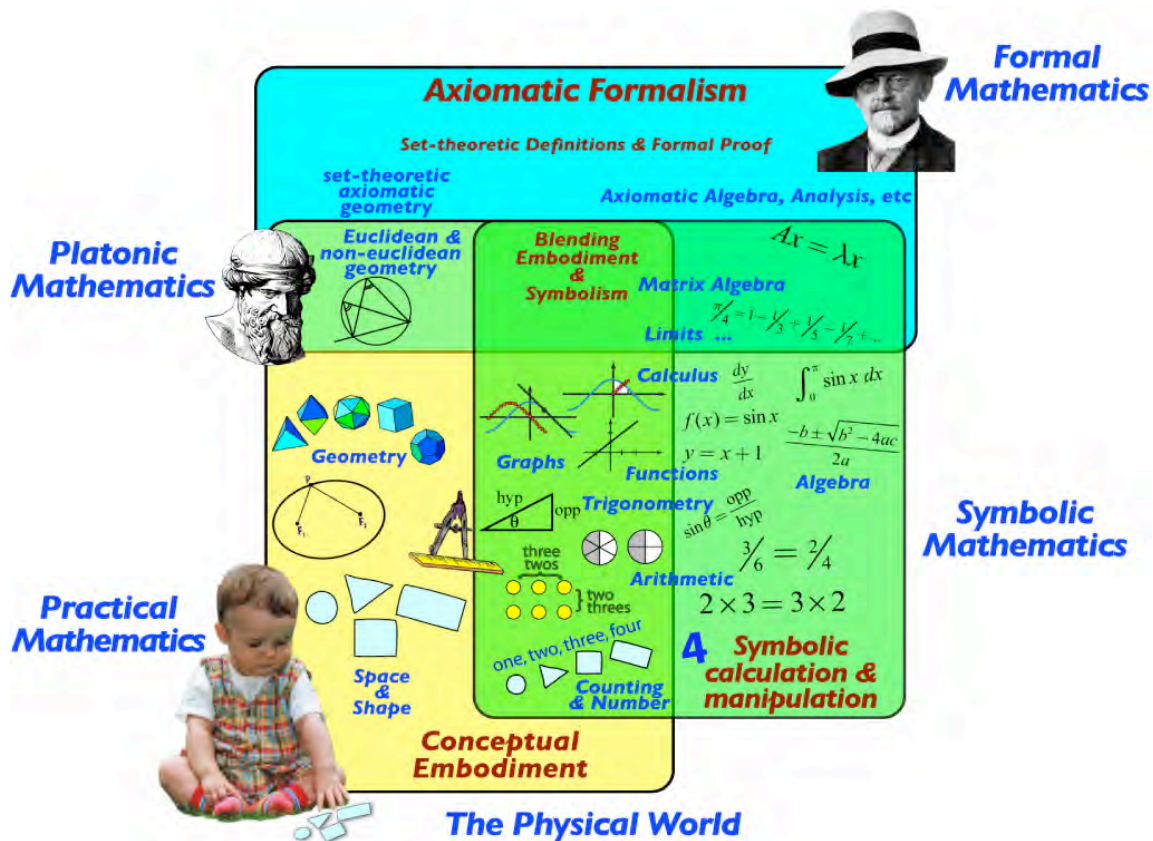 Formal
Mathematics
Axiomatic Formalism
Set-theoretic Definitions & Formal Proof
set-theoretic
axiomatic
geometry
Axiomatic Algebra, Analysis, etc
Platonic
Mathematics
Euclidean &
non-euclidean
geometry
Blending
Embodiment
&
Symbolism
Ax = λx
Matrix Algebra
π/4 = 1 - 1/3 + 1/5 - 1/7 + ...
Limits ...
Calculus
dy
dx
∫₀^π sin x dx
f(x) = sin x
-b ± √b² - 4ac
2a
y = x + 1
Graphs
Functions
Algebra
Geometry
P
F₁
F₂
hyp
opp
θ
Trigonometry
sin θ = opp
hyp
3/6 = 2/4
three
twos
two
threes
Arithmetic
2 × 3 = 3 × 2
Symbolic
Mathematics
Practical
Mathematics
Space
&
Shape
one, two, three, four
4
Counting
& Number
Symbolic
calculation &
manipulation
Conceptual
Embodiment
The Physical World